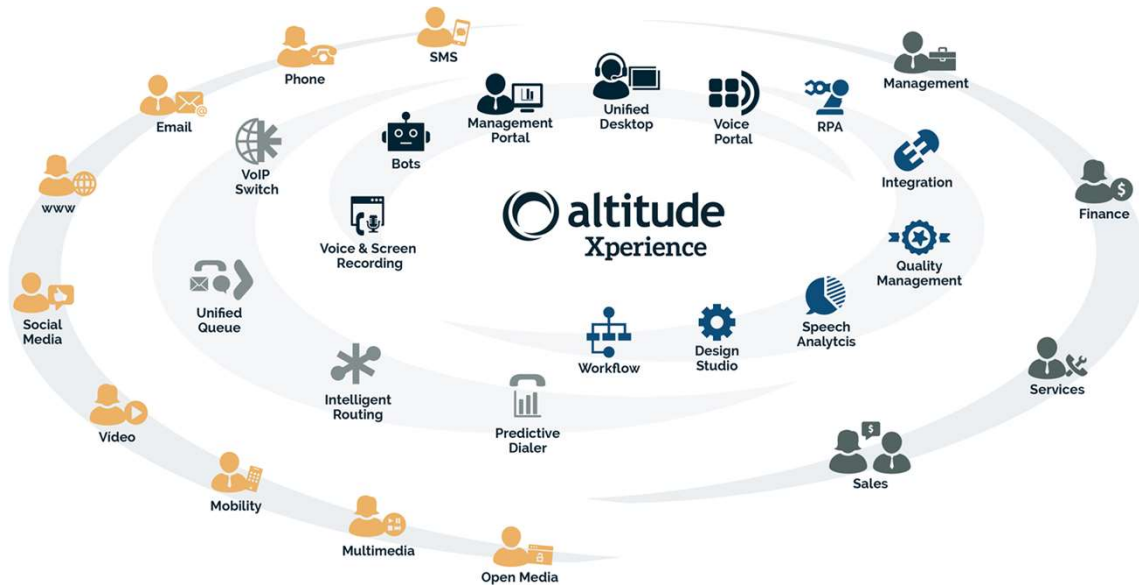 SMS
Phone
Management
Email
Management
Portal
Unified
Desktop
Voice
Portal
RPA
VoIP
Switch
Bots
Integration
www
Finance
altitude
Xperience
Voice & Screen
Recording
Quality
Management
Social
Media
Unified
Queue
Speech
Analytcis
Workflow
Design
Studio
Services
Intelligent
Routing
Video
Predictive
Dialer
Sales
Mobility
Multimedia
Open Media